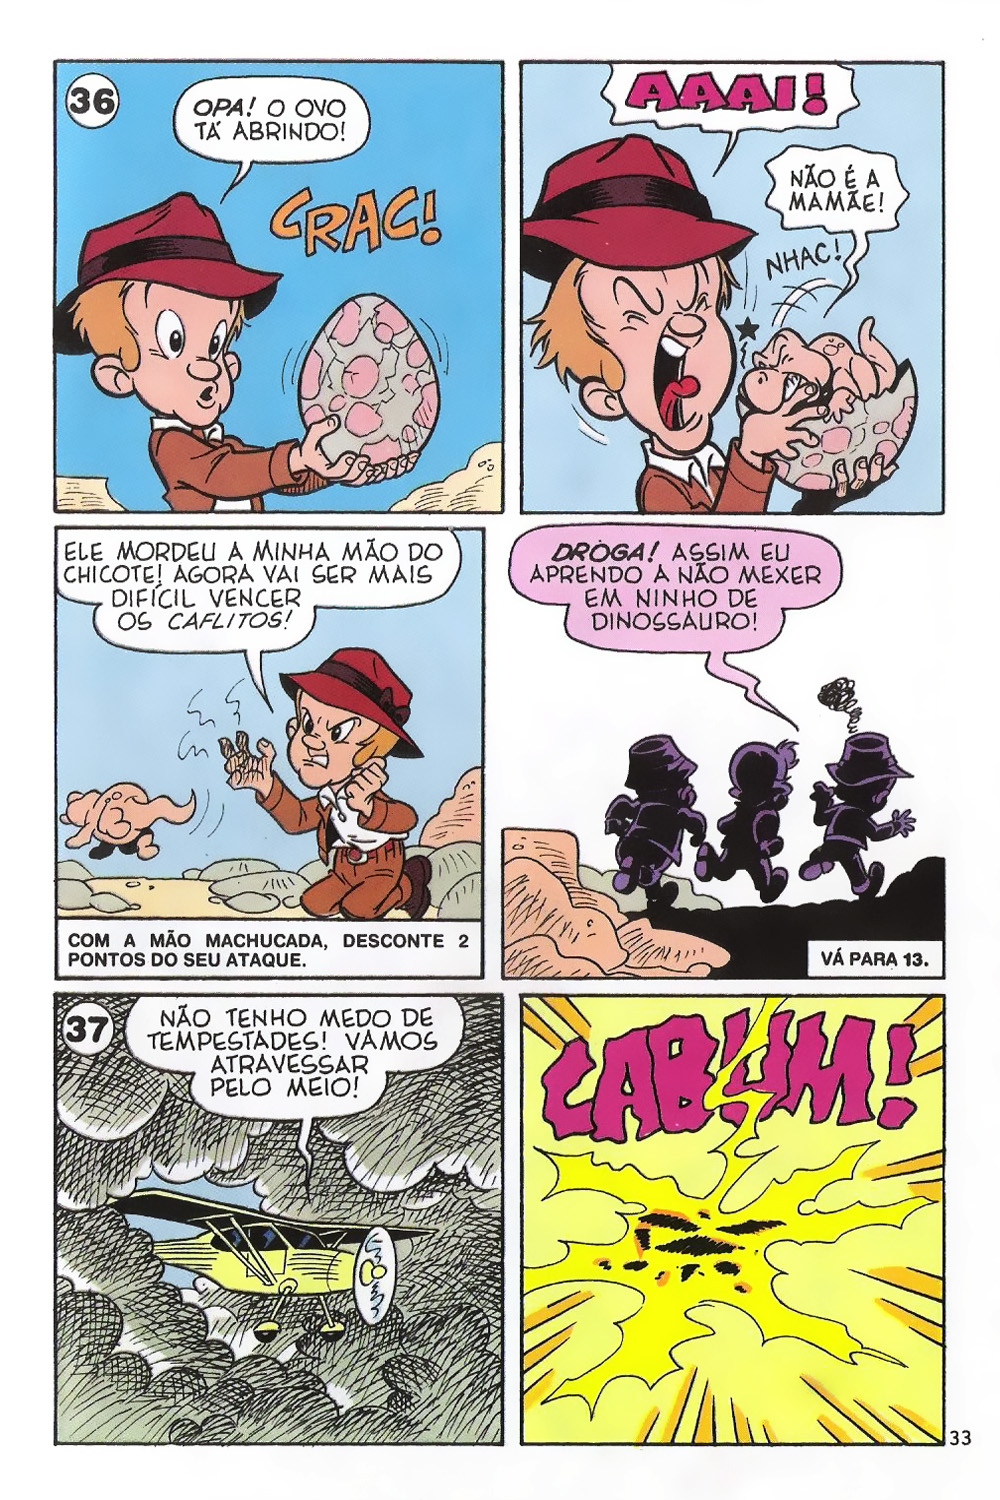 36
OPA! O OVO
TÁ ABRINDO!
CRAC!
AAAI!
NÃO É A
MAMÃE!
NHAC!
ELE MORDEU A MINHA MÃO DO
CHICOTE! AGORA VAI SER MAIS
DIFÍCIL VENCER
OS CAFLITOS!
COM A MÃO MACHUCADA, DESCONTE 2
PONTOS DO SEU ATAQUE.
DROGA! ASSIM EU
APRENDO A NÃO MEXER
EM NINHO DE
DINOSSAURO!
VÁ PARA 13.
37
NÃO TENHO MEDO DE
TEMPESTADES! VAMOS
ATRAVESSAR
PELO MEIO!
CABUM!
33